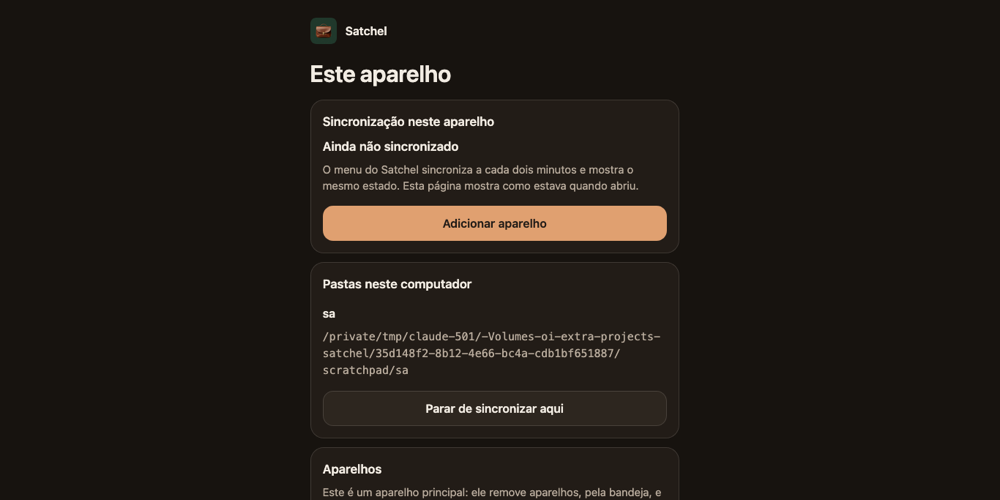 Satchel
Este aparelho
Sincronização neste aparelho
Ainda não sincronizado
O menu do Satchel sincroniza a cada dois minutos e mostra o
mesmo estado. Esta página mostra como estava quando abriu.
Adicionar aparelho
Pastas neste computador
sa
/private/tmp/claude-501/-Volumes-oi-extra-projects-
satchel/35d148f2-8b12-4e66-bc4a-cdb1bf651887/
scratchpad/sa
Parar de sincronizar aqui
Aparelhos
Este é um aparelho principal: ele remove aparelhos, pela bandeja, e